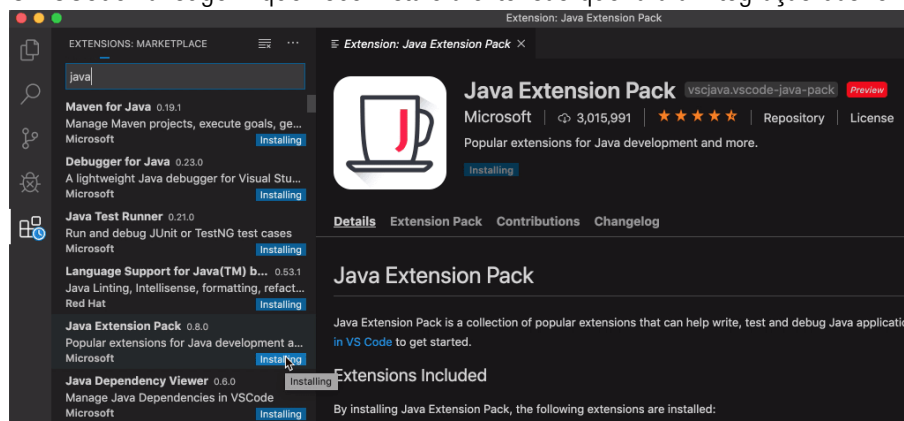 Extension: Java Extension Pack
EXTENSIONS: MARKETPLACE
Extension: Java Extension Pack
java
Maven for Java 0.19.1
Manage Maven projects, execute goals, ge...
Microsoft Installing
Debugger for Java 0.23.0
A lightweight Java debugger for Visual Stu...
Microsoft Installing
Java Test Runner 0.21.0
Run and debug JUnit or TestNG test cases
Microsoft Installing
Language Support for Java(TM) b... 0.53.1
Java Linting, Intellisense, formatting, refact...
Red Hat Installing
Java Extension Pack 0.8.0
Popular extensions for Java development a...
Microsoft Installing
Installing
Java Dependency Viewer 0.6.0
Manage Java Dependencies in VSCode
Microsoft Installing
J
Java Extension Pack vscjava.vscode-java-pack Preview
Microsoft 3,015,991 Repository License
Popular extensions for Java development and more.
Installing
Details Extension Pack Contributions Changelog
Java Extension Pack
Java Extension Pack is a collection of popular extensions that can help write, test and debug Java applicatio
in VS Code to get started.
Extensions Included
By installing Java Extension Pack, the following extensions are installed: